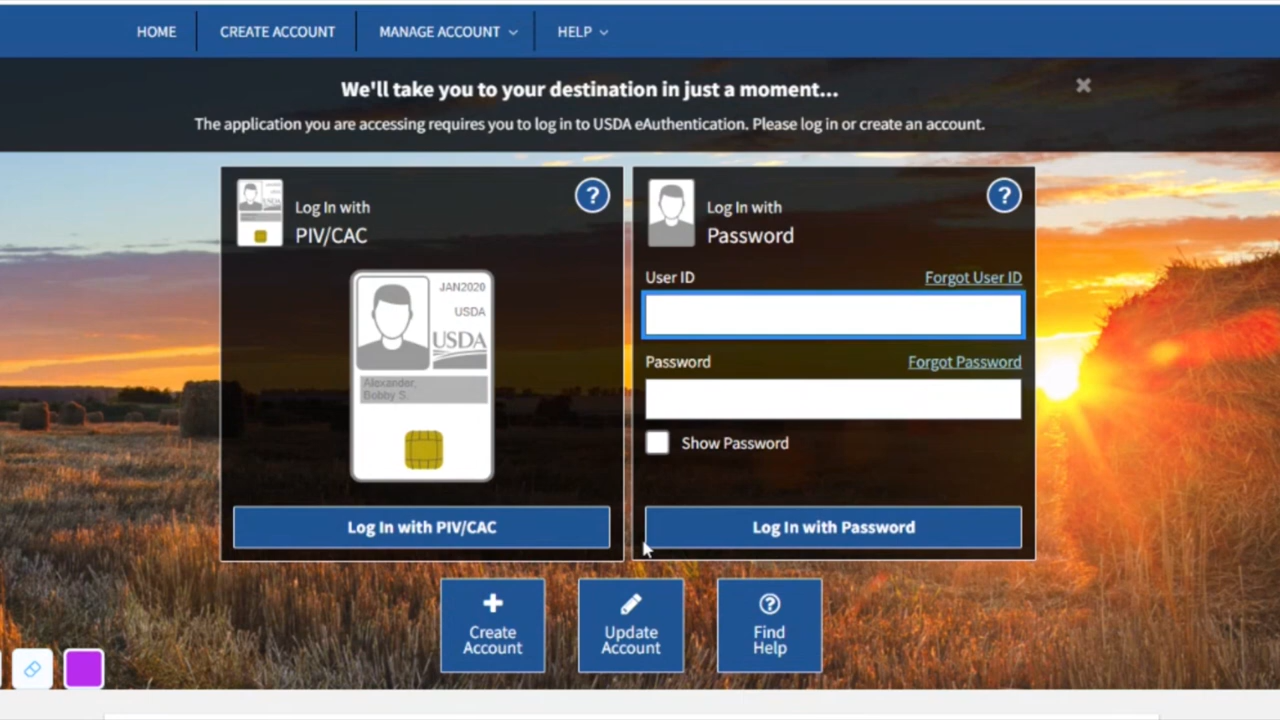 HOME
CREATE ACCOUNT
MANAGE ACCOUNT
HELP
We'll take you to your destination in just a moment...
The application you are accessing requires you to log in to USDA eAuthentication. Please log in or create an account.
Log In with
PIV/CAC
?
JAN2020
USDA
USDA
Alexander,
Bobby S.
Log In with PIV/CAC
Log In with
Password
?
User ID
Forgot User ID
Password
Forgot Password
Show Password
Log In with Password
Create
Account
Update
Account
Find
Help